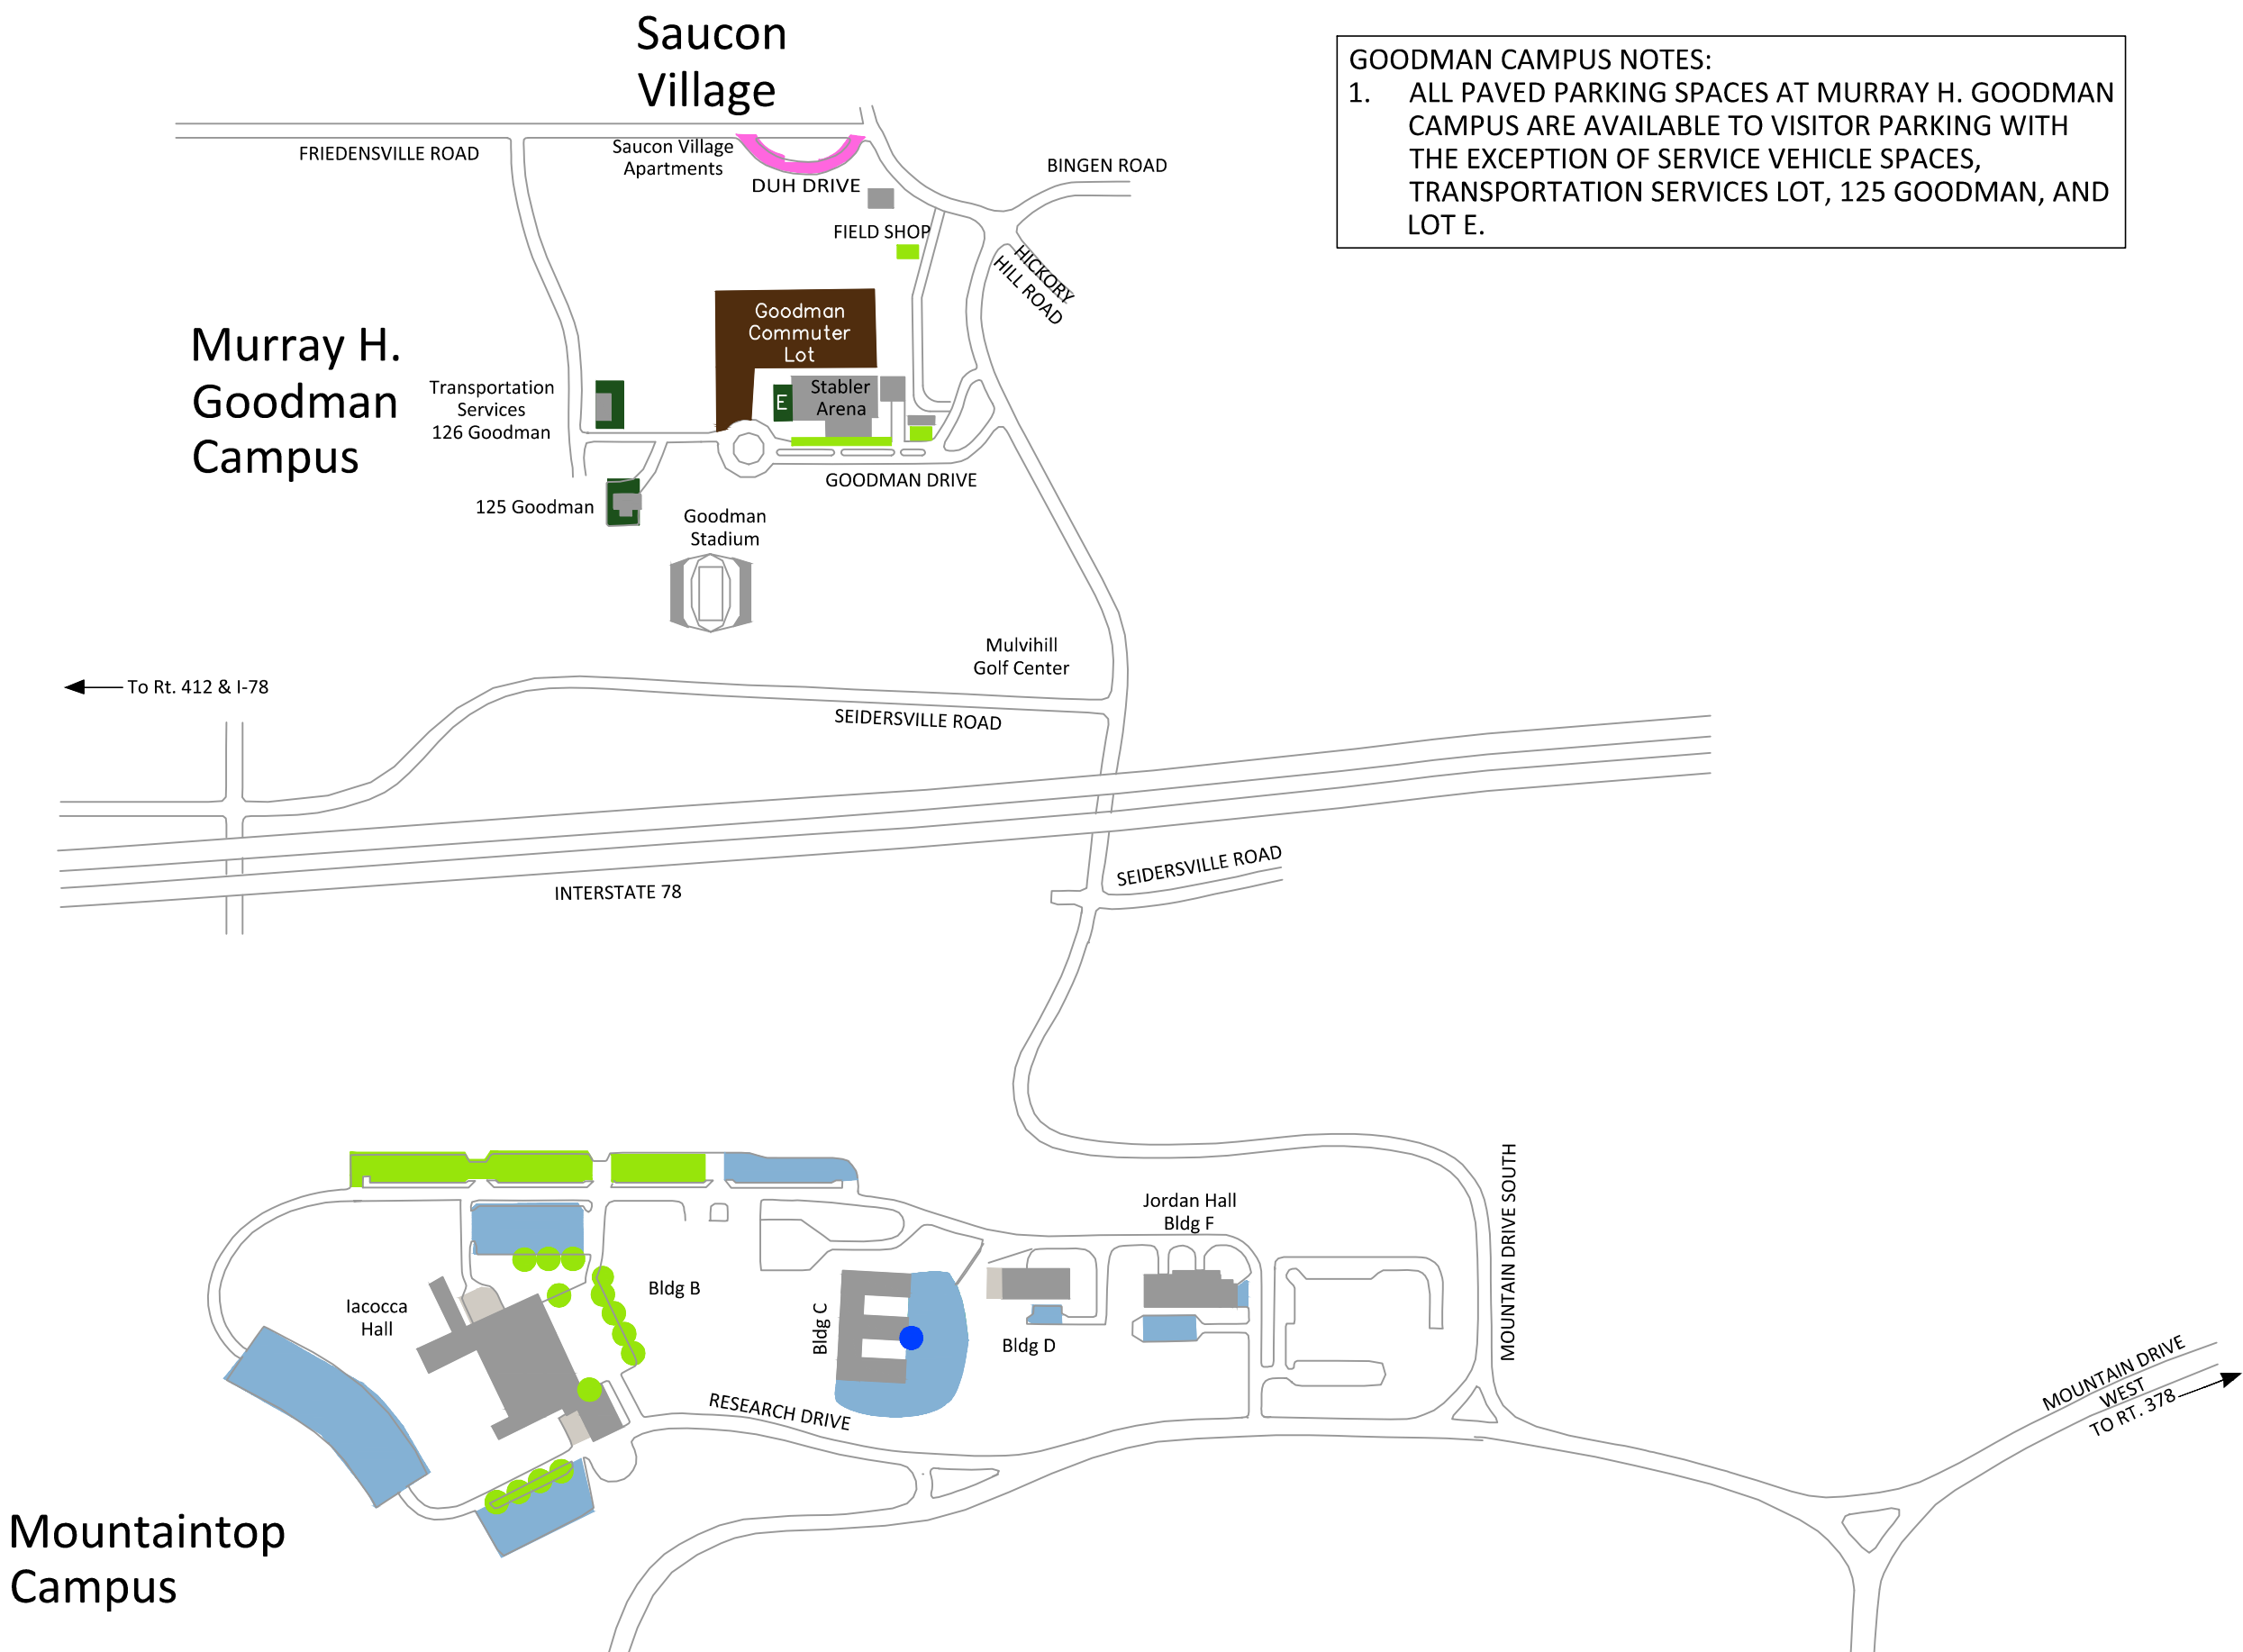 Saucon
Village
GOODMAN CAMPUS NOTES:
1. ALL PAVED PARKING SPACES AT MURRAY H. GOODMAN
CAMPUS ARE AVAILABLE TO VISITOR PARKING WITH
THE EXCEPTION OF SERVICE VEHICLE SPACES,
TRANSPORTATION SERVICES LOT, 125 GOODMAN, AND
LOT E.
FRIEDENSVILLE ROAD
Saucon Village
Apartments
DUH DRIVE
BINGEN ROAD
FIELD SHOP
HICKORY
HILL ROAD
Murray H.
Goodman
Campus
Goodman
Commuter
Lot
Transportation
Services
126 Goodman
E
Stabler
Arena
GOODMAN DRIVE
125 Goodman
Goodman
Stadium
Mulvihill
Golf Center
To Rt. 412 & I-78
SEIDERSVILLE ROAD
INTERSTATE 78
SEIDERSVILLE ROAD
Jordan Hall
Bldg F
MOUNTAIN DRIVE SOUTH
Iacocca
Hall
Bldg B
Bldg C
Bldg D
RESEARCH DRIVE
MOUNTAIN DRIVE
WEST
TO RT. 378
Mountaintop
Campus